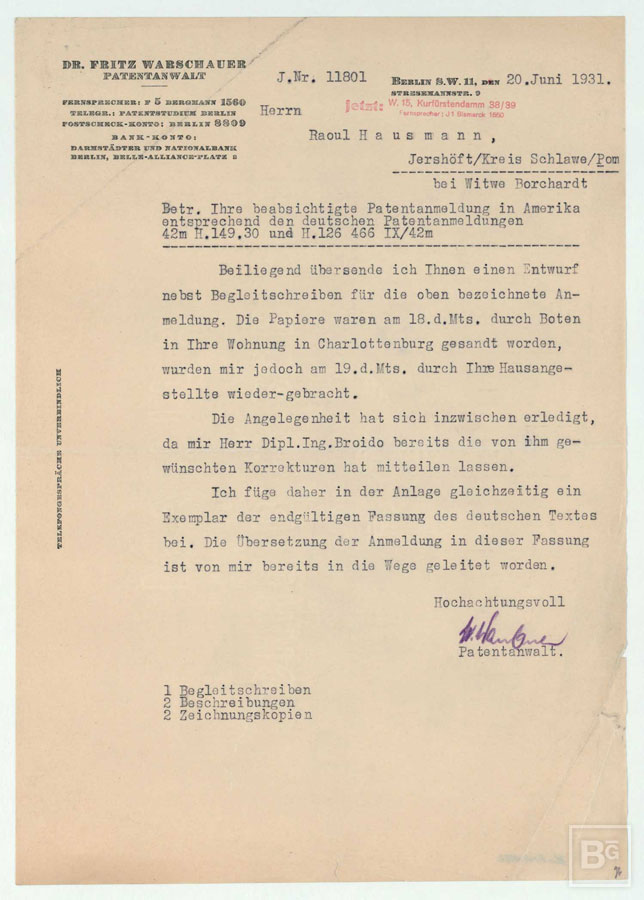 DR. FRITZ WARSCHAUER
PATENTANWALT
FERNSPRECHER: F 5 BERGMANN 1560
TELEGR.: PATENTSTUDIUM BERLIN
POSTSCHECK-KONTO: BERLIN 8809
BANK-KONTO:
DARMSTÄDTER UND NATIONALBANK
BERLIN, BELLE-ALLIANCE-PLATZ 2
J.Nr. 11801
BERLIN S.W. 11, DEN 20.Juni 1931.
STRESEMANNSTR. 9
jetzt: W. 15, Kurfürstendamm 38/39
Fernsprecher: J1 Bismarck 1850
Herrn
Raoul Hausmann,
Jershöft/Kreis Schlawe/Pom
bei Witwe Borchardt
Betr. Ihre beabsichtigte Patentanmeldung in Amerika
entsprechend den deutschen Patentanmeldungen
42m H.149.30 und H.126 466 IX/42m
Beiliegend übersende ich Ihnen einen Entwurf
nebst Begleitschreiben für die oben bezeichnete An-
meldung. Die Papiere waren am 18.d.Mts. durch Boten
in Ihre Wohnung in Charlottenburg gesandt worden,
wurden mir jedoch am 19.d.Mts. durch Ihre Hausange-
stellte wieder-gebracht.
Die Angelegenheit hat sich inzwischen erledigt,
da mir Herr Dipl.Ing.Broido bereits die von ihm ge-
wünschten Korrekturen hat mitteilen lassen.
Ich füge daher in der Anlage gleichzeitig ein
Exemplar der endgültigen Fassung des deutschen Textes
bei. Die Übersetzung der Anmeldung in dieser Fassung
ist von mir bereits in die Wege geleitet worden.
Hochachtungsvoll
Patentanwalt.
1 Begleitschreiben
2 Beschreibungen
2 Zeichnungskopien
TELEFONGESPRÄCHE UNVERBINDLICH
BG